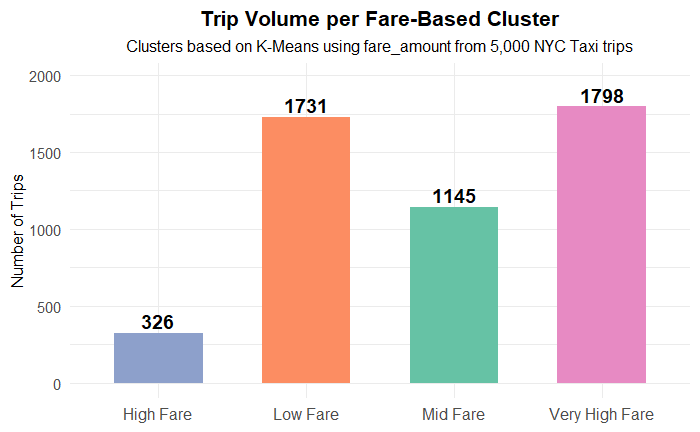 Trip Volume per Fare-Based Cluster
Clusters based on K-Means using fare_amount from 5,000 NYC Taxi trips
Number of Trips
2000
1500
1000
500
0
326
1731
1145
1798
High Fare
Low Fare
Mid Fare
Very High Fare